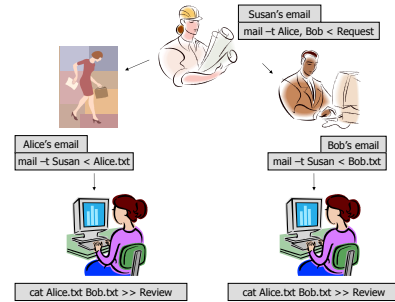 Susan's email
mail –t Alice, Bob < Request
Alice's email
mail –t Susan < Alice.txt
Bob's email
mail –t Susan < Bob.txt
cat Alice.txt Bob.txt >> Review
cat Alice.txt Bob.txt >> Review